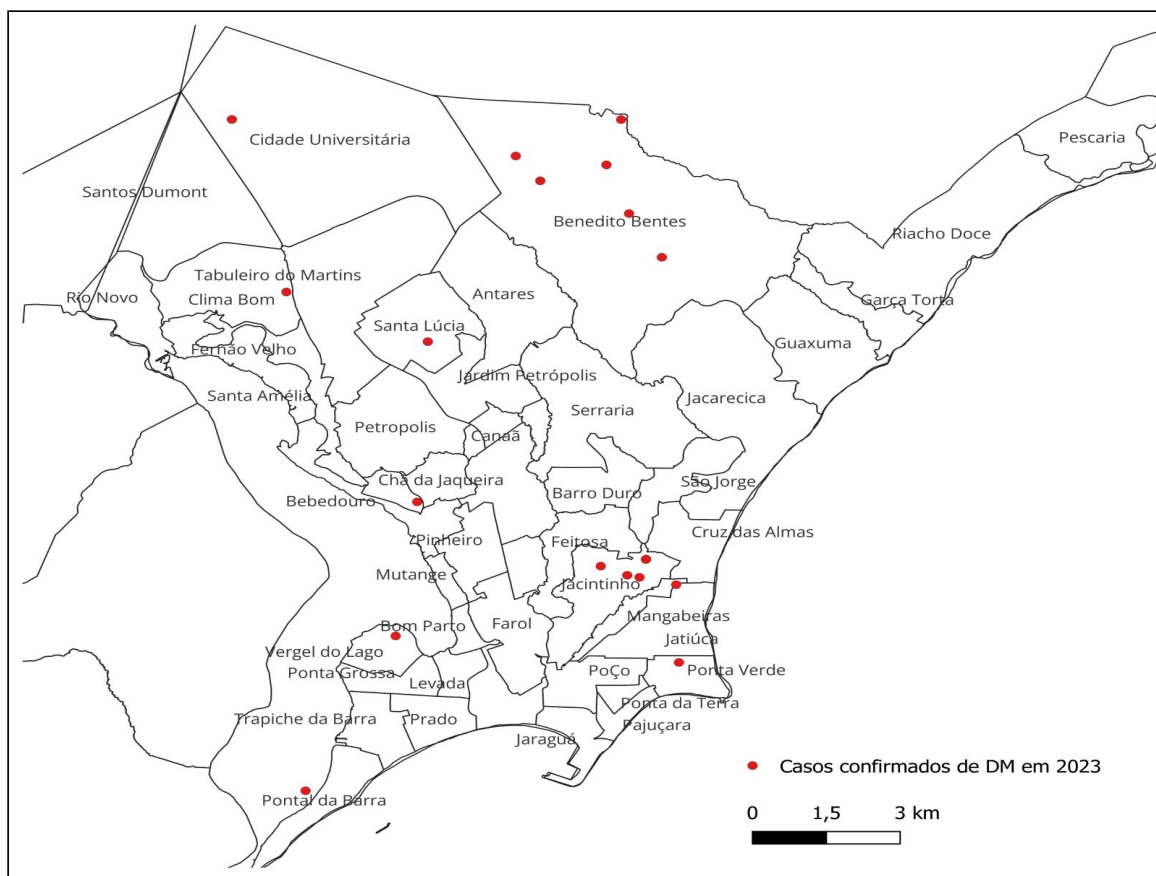 Pescaria
Cidade Universitária
Santos Dumont
Benedito Bentes
Riacho Doce
Tabuleiro do Martins
Rio Novo
Clima Bom
Antares
Garça Torta
Santa Lúcia
Guaxuma
Fernão Velho
Jardim Petrópolis
Santa Amélia
Jacarecica
Serraria
Petropolis
Canaã
Chã da Jaqueira
São Jorge
Barro Duro
Bebedouro
Cruz das Almas
Pinheiro
Feitosa
Mutange
Jacintinho
Mangabeiras
Farol
Bom Parto
Jatiúca
Vergel do Lago
Ponta Grossa
PoÇo
Ponta Verde
Levada
Ponta da Terra
Trapiche da Barra
Prado
Pajuçara
Jaraguá
Casos confirmados de DM em 2023
Pontal da Barra
0 1,5 3 km